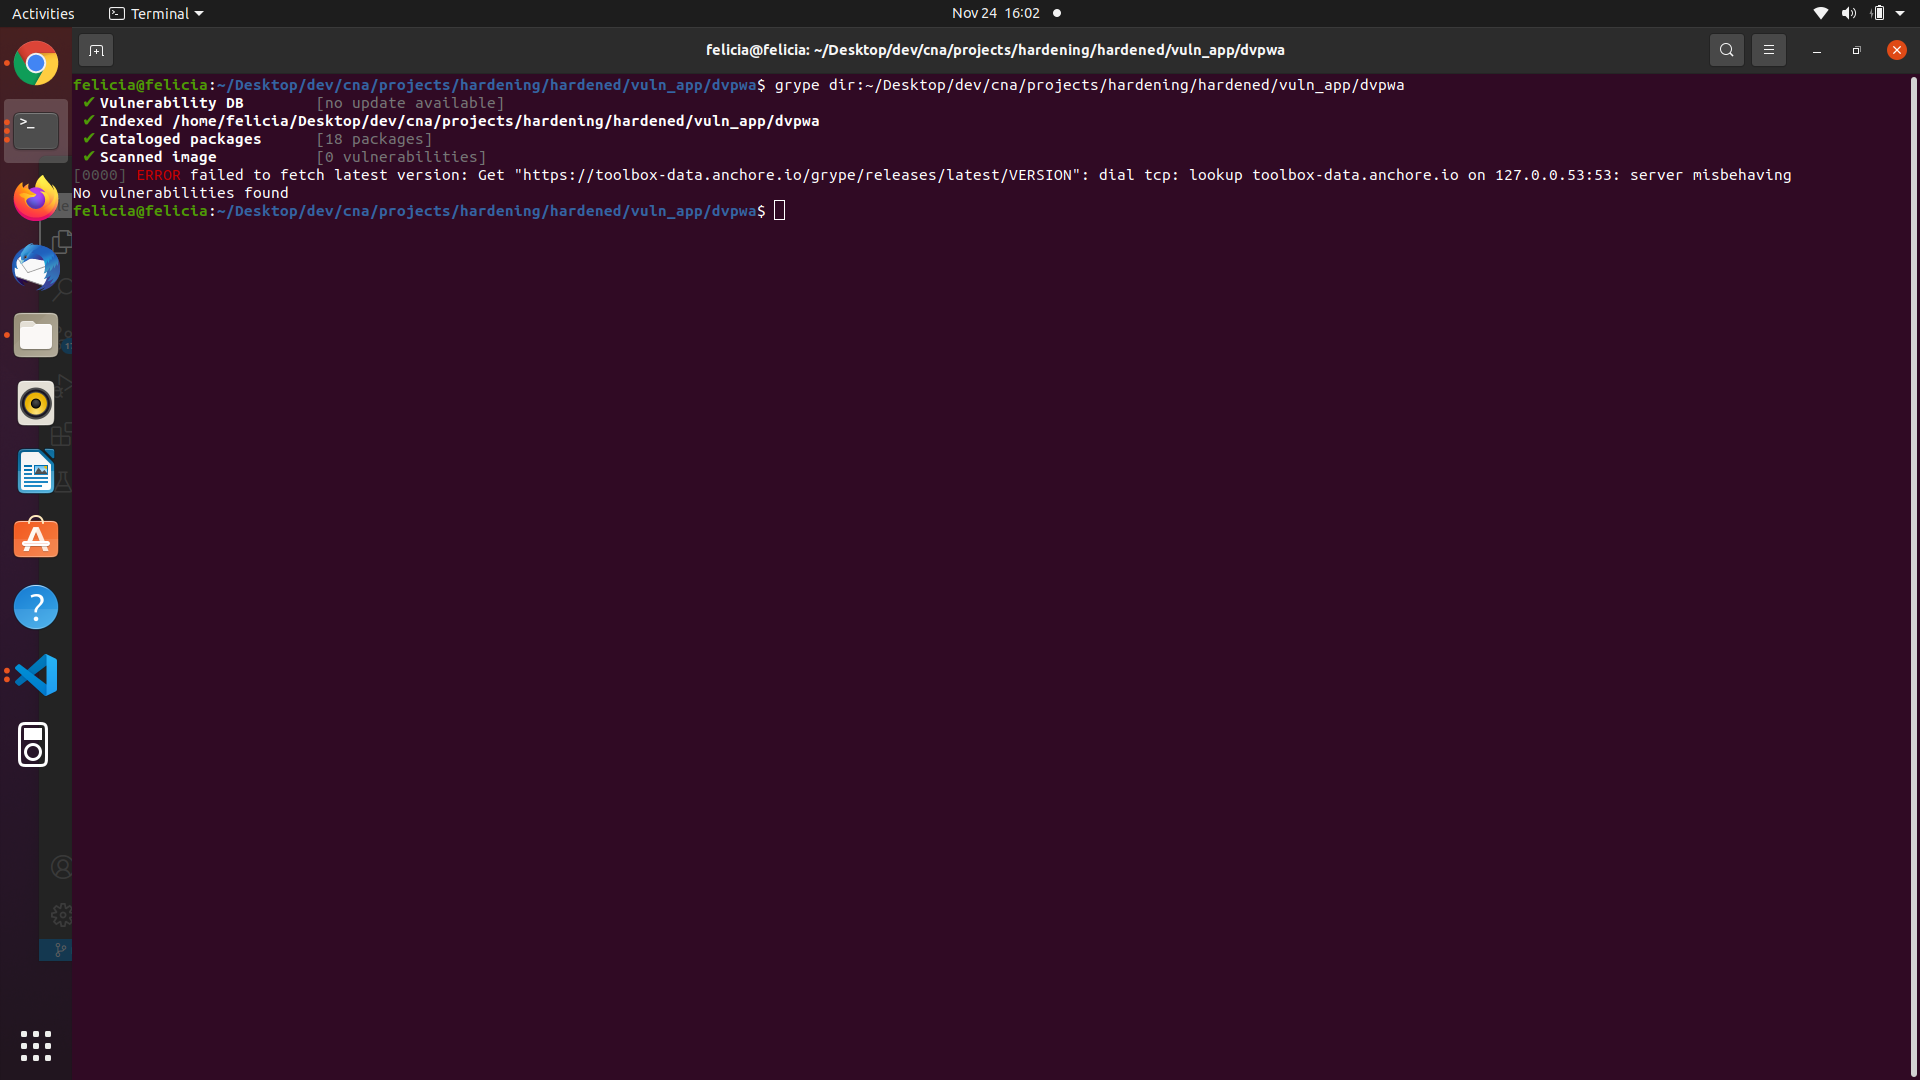 Activities
Terminal
Nov 24 16:02
felicia@felicia: ~/Desktop/dev/cna/projects/hardening/hardened/vuln_app/dvpwa
felicia@felicia:~/Desktop/dev/cna/projects/hardening/hardened/vuln_app/dvpwa$ grype dir:~/Desktop/dev/cna/projects/hardening/hardened/vuln_app/dvpwa
✔ Vulnerability DB [no update available]
✔ Indexed /home/felicia/Desktop/dev/cna/projects/hardening/hardened/vuln_app/dvpwa
✔ Cataloged packages [18 packages]
✔ Scanned image [0 vulnerabilities]
[0000] ERROR failed to fetch latest version: Get "https://toolbox-data.anchore.io/grype/releases/latest/VERSION": dial tcp: lookup toolbox-data.anchore.io on 127.0.0.53:53: server misbehaving
No vulnerabilities found
felicia@felicia:~/Desktop/dev/cna/projects/hardening/hardened/vuln_app/dvpwa$